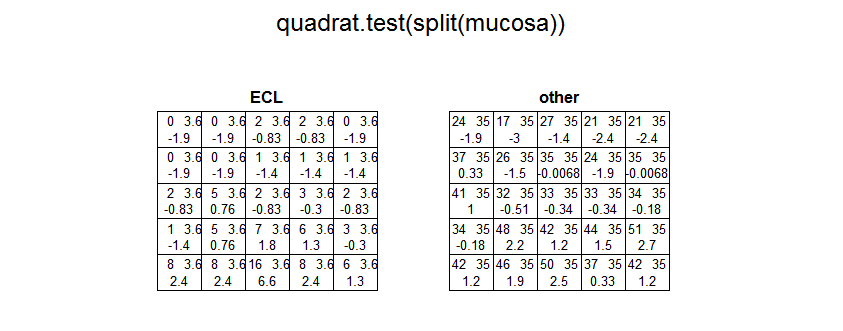 quadrat.test(split(mucosa))
ECL other
0 3.6 0 3.6 2 3.6 2 3.6 0 3.6 24 35 17 35 27 35 21 35 21 35
-1.9 -1.9 -0.83 -0.83 -1.9 -1.9 -3 -1.4 -2.4 -2.4
0 3.6 0 3.6 1 3.6 1 3.6 1 3.6 37 35 26 35 35 35 24 35 35 35
-1.9 -1.9 -1.4 -1.4 -1.4 0.33 -1.5 -0.0068 -1.9 -0.0068
2 3.6 5 3.6 2 3.6 3 3.6 2 3.6 41 35 32 35 33 35 33 35 34 35
-0.83 0.76 -0.83 -0.3 -0.83 1 -0.51 -0.34 -0.34 -0.18
1 3.6 5 3.6 7 3.6 6 3.6 3 3.6 34 35 48 35 42 35 44 35 51 35
-1.4 0.76 1.8 1.3 -0.3 -0.18 2.2 1.2 1.5 2.7
8 3.6 8 3.6 16 3.6 8 3.6 6 3.6 42 35 46 35 50 35 37 35 42 35
2.4 2.4 6.6 2.4 1.3 1.2 1.9 2.5 0.33 1.2